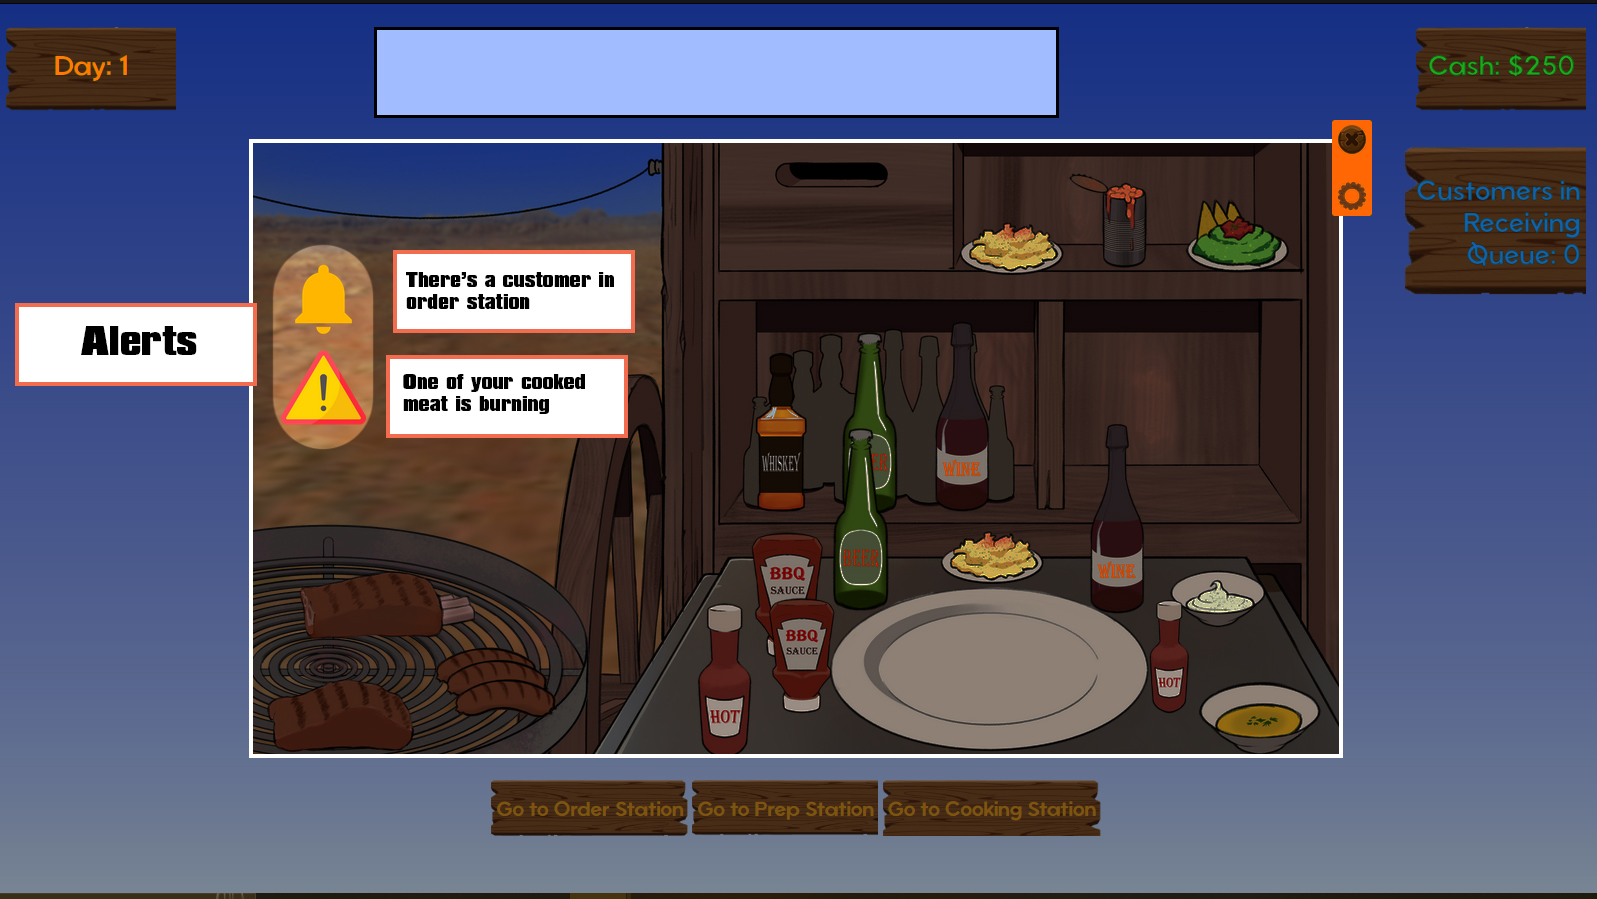 Day: 1
Cash: $250
Customers in
Receiving
Queue: 0
Alerts
There's a customer in
order station
One of your cooked
meat is burning
WHISKEY
WINE
BEER
WINE
BBQ
SAUCE
BBQ
SAUCE
HOT
HOT
Go to Order Station
Go to Prep Station
Go to Cooking Station